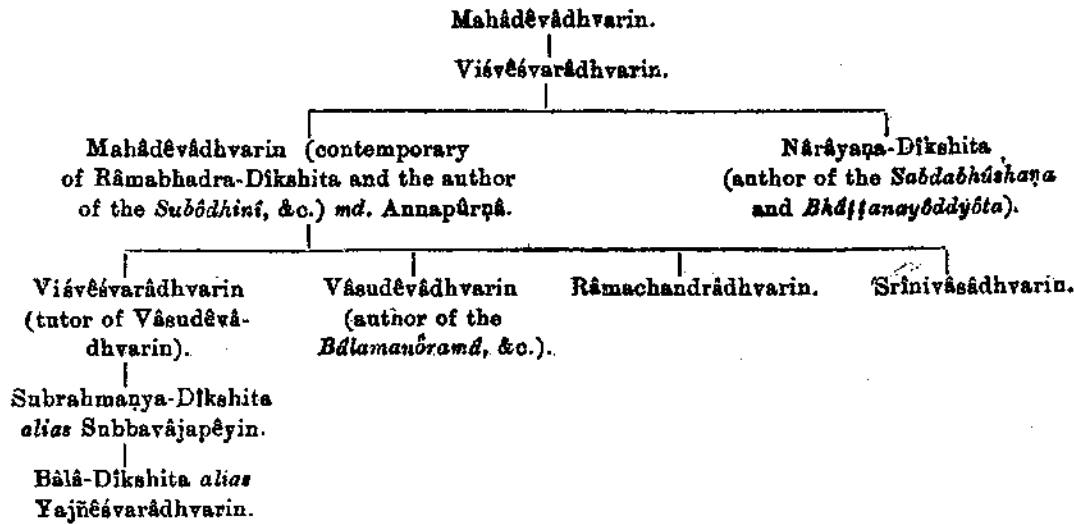 Mahâdêvâdhvarin.
Viśvêśvarâdhvarin.
Mahâdêvâdhvarin (contemporary
of Râmabhadra-Dîkshita and the author
of the Subôdhinî, &c.) md. Annapûrṇâ.
Nârâyaṇa-Dîkshita
(author of the Sabdabhûshaṇa
and Bhâṭṭanayôddyôta).
Viśvêśvarâdhvarin
(tutor of Vâsudêvâ-
dhvarin).
Vâsudêvâdhvarin
(author of the
Bâlamanôramâ, &c.).
Râmachandrâdhvarin.
Srînivâsâdhvarin.
Subrahmaṇya-Dîkshita
alias Subbavâjapêyin.
Bâlâ-Dîkshita alias
Yajñêśvarâdhvarin.